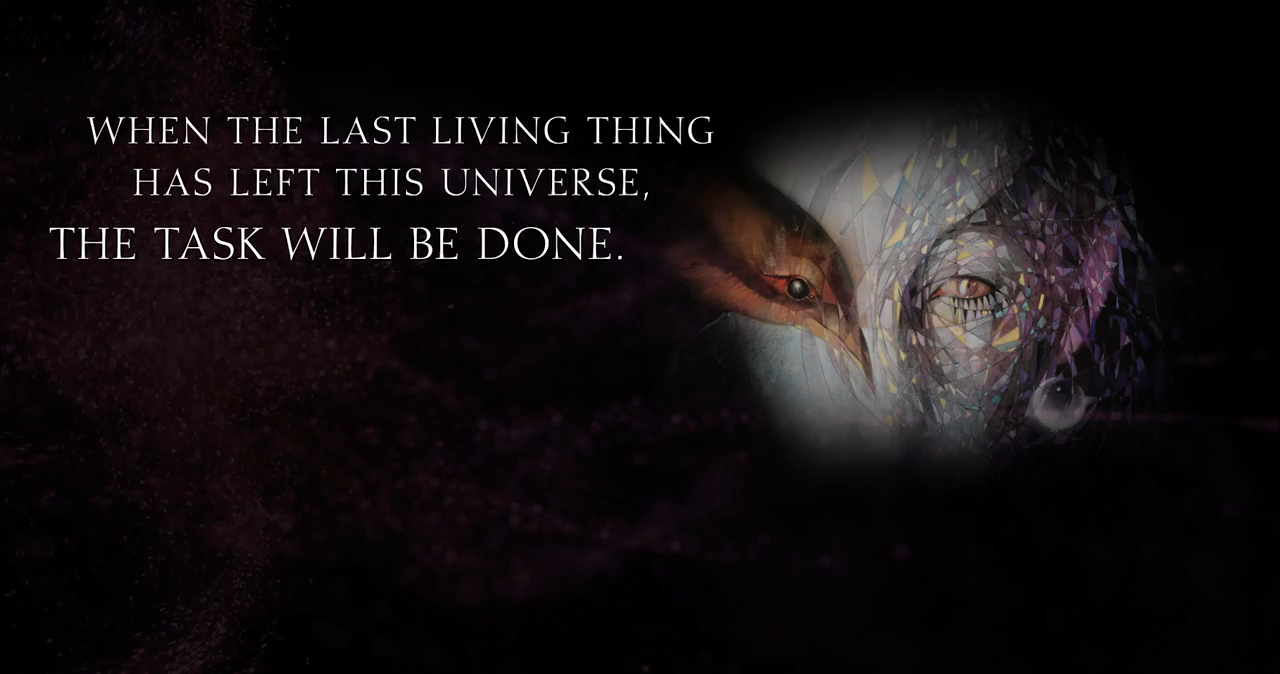 WHEN THE LAST LIVING THING
HAS LEFT THIS UNIVERSE,
THE TASK WILL BE DONE.